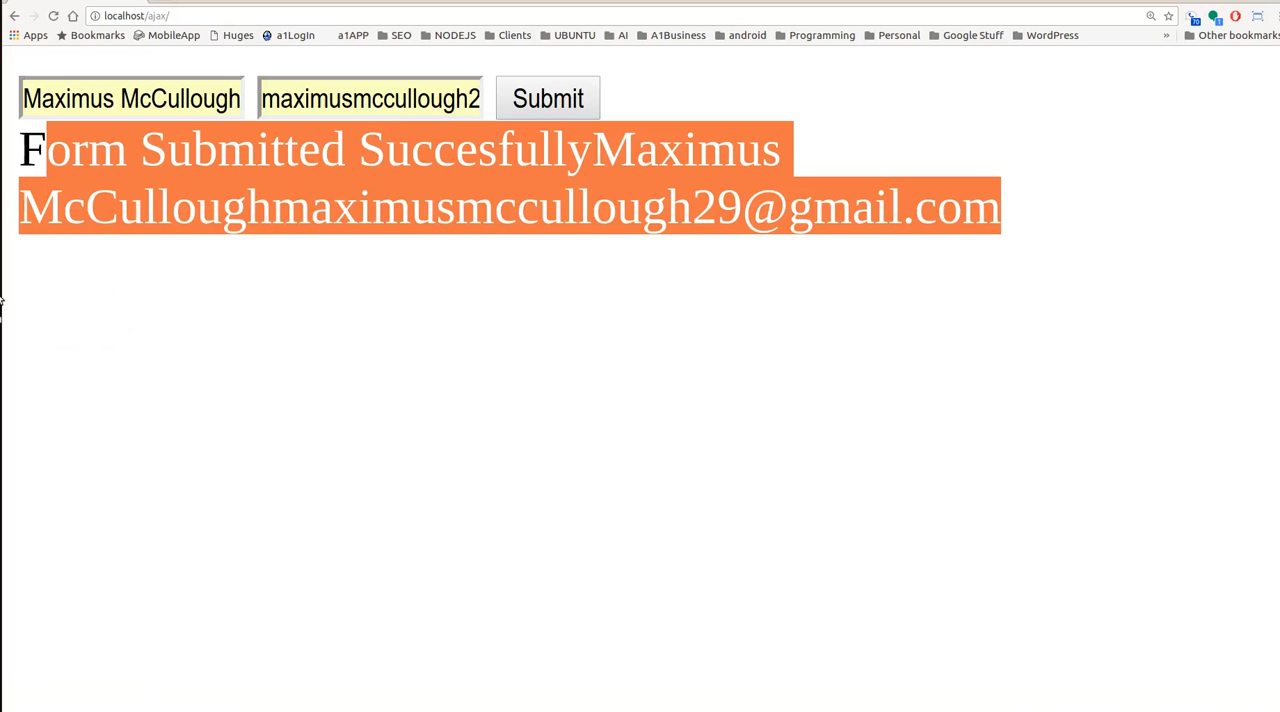 localhost/ajax/
Apps Bookmarks MobileApp Huges a1LogIn a1APP SEO NODEJS Clients UBUNTU AI A1Business android Programming Personal Google Stuff WordPress » Other bookmarks
Maximus McCullough maximusmccullough2 Submit
Form Submitted SuccesfullyMaximus
McCulloughmaximusmccullough29@gmail.com